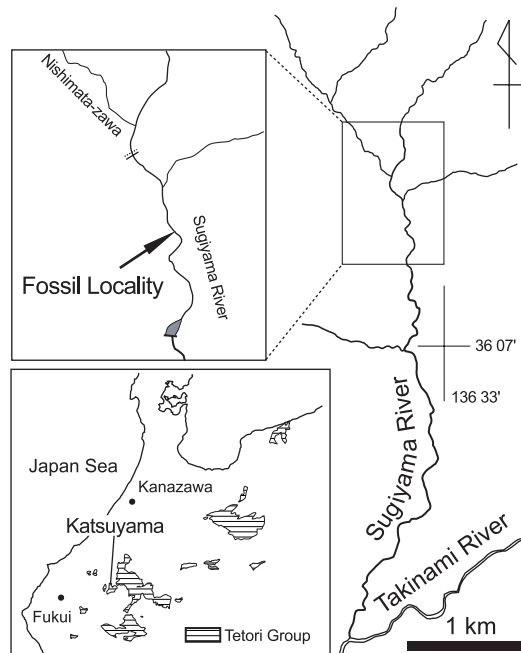 Nishimata-zawa
Sugiyama River
Fossil Locality
36 07'
136 33'
Sugiyama River
Takinami River
1 km
Japan Sea
Kanazawa
Katsuyama
Fukui
Tetori Group